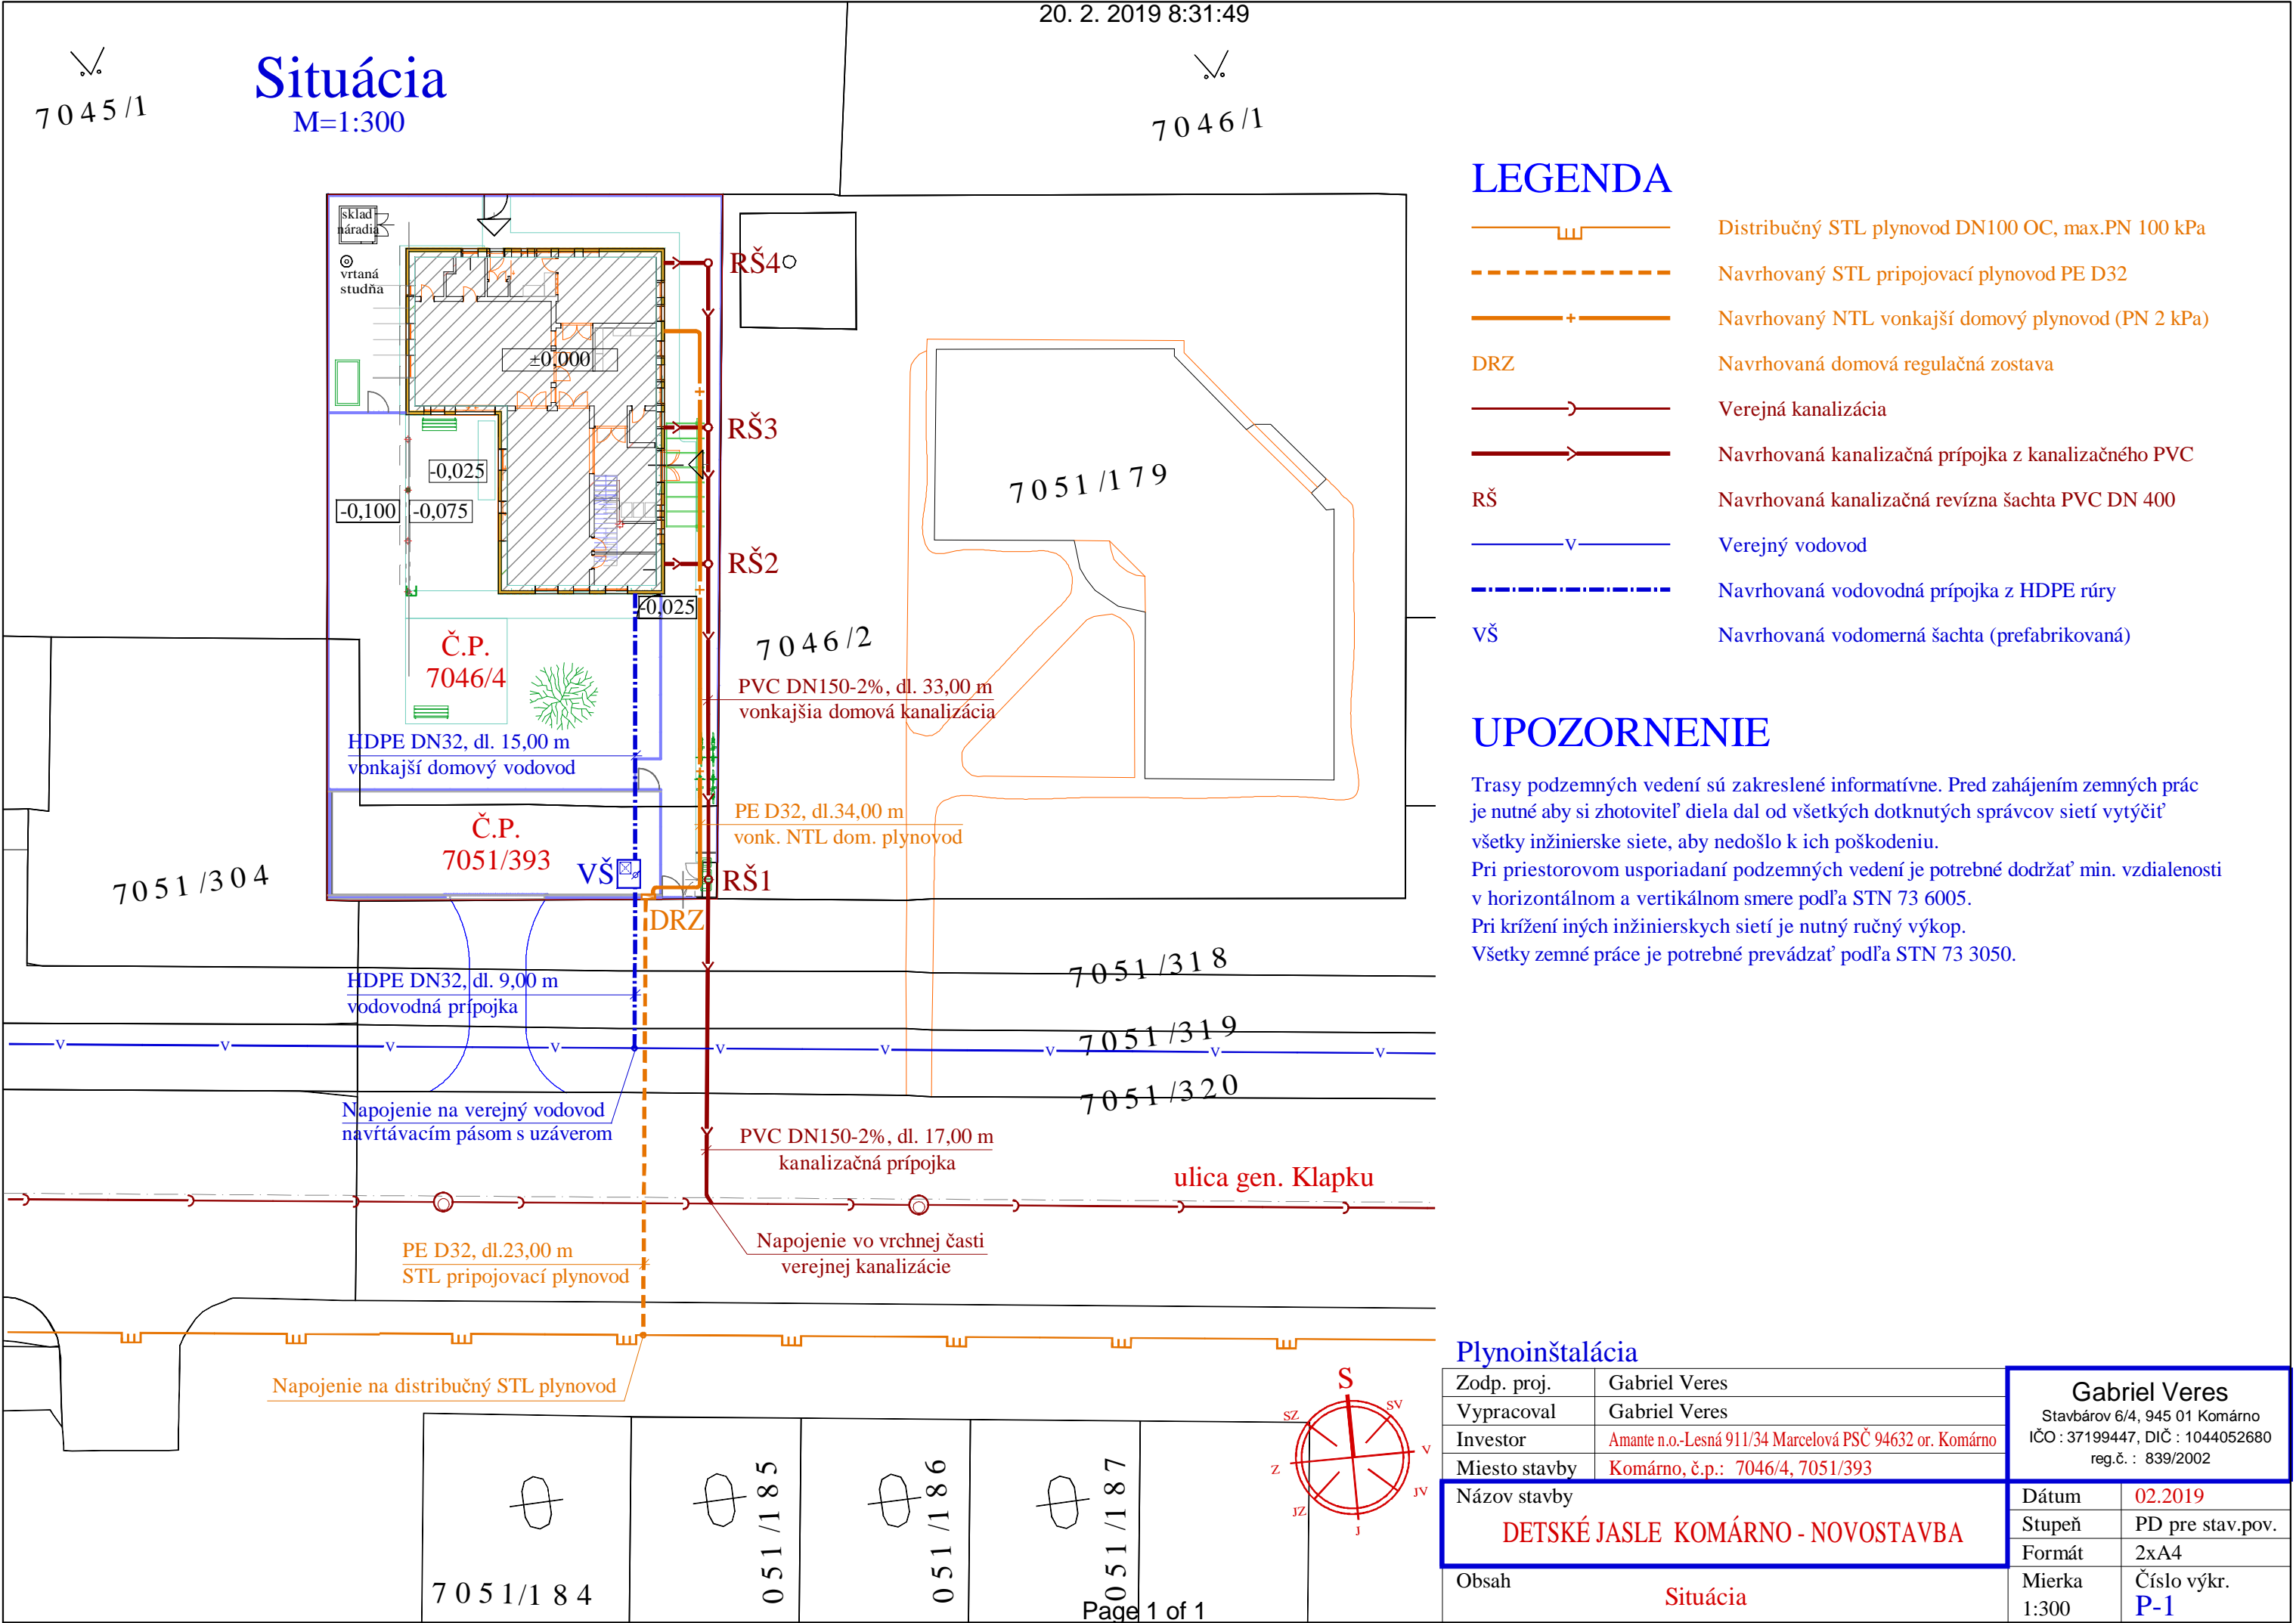 20. 2. 2019 8:31:49
Situácia
M=1:300
7045/1
7046/1
sklad
náradia
vrtaná
studňa
±0,000
-0,025
-0,100
-0,075
-0,025
RŠ4
RŠ3
RŠ2
RŠ1
7051/179
7046/2
Č.P.
7046/4
PVC DN150-2%, dl. 33,00 m
vonkajšia domová kanalizácia
HDPE DN32, dl. 15,00 m
vonkajší domový vodovod
PE D32, dl.34,00 m
vonk. NTL dom. plynovod
Č.P.
7051/393
VŠ
DRZ
7051/304
HDPE DN32, dl. 9,00 m
vodovodná prípojka
7051/318
7051/319
7051/320
v v v v v v v v v
Napojenie na verejný vodovod
navŕtávacím pásom s uzáverom
PVC DN150-2%, dl. 17,00 m
kanalizačná prípojka
ulica gen. Klapku
Napojenie vo vrchnej časti
verejnej kanalizácie
PE D32, dl.23,00 m
STL pripojovací plynovod
Napojenie na distribučný STL plynovod
7051/184
051/185
051/186
051/187
S
SV
V
JV
J
JZ
Z
SZ
Page 1 of 1
LEGENDA
Distribučný STL plynovod DN100 OC, max.PN 100 kPa
Navrhovaný STL pripojovací plynovod PE D32
+ Navrhovaný NTL vonkajší domový plynovod (PN 2 kPa)
DRZ Navrhovaná domová regulačná zostava
Verejná kanalizácia
Navrhovaná kanalizačná prípojka z kanalizačného PVC
RŠ Navrhovaná kanalizačná revízna šachta PVC DN 400
v Verejný vodovod
Navrhovaná vodovodná prípojka z HDPE rúry
VŠ Navrhovaná vodomerná šachta (prefabrikovaná)
UPOZORNENIE
Trasy podzemných vedení sú zakreslené informatívne. Pred zahájením zemných prác
je nutné aby si zhotoviteľ diela dal od všetkých dotknutých správcov sietí vytýčiť
všetky inžinierske siete, aby nedošlo k ich poškodeniu.
Pri priestorovom usporiadaní podzemných vedení je potrebné dodržať min. vzdialenosti
v horizontálnom a vertikálnom smere podľa STN 73 6005.
Pri krížení iných inžinierskych sietí je nutný ručný výkop.
Všetky zemné práce je potrebné prevádzať podľa STN 73 3050.
Plynoinštalácia
Zodp. proj. Gabriel Veres
Vypracoval Gabriel Veres
Investor Amante n.o.-Lesná 911/34 Marcelová PSČ 94632 or. Komárno
Miesto stavby Komárno, č.p.: 7046/4, 7051/393
Gabriel Veres
Stavbárov 6/4, 945 01 Komárno
IČO : 37199447, DIČ : 1044052680
reg.č. : 839/2002
Názov stavby
DETSKÉ JASLE KOMÁRNO - NOVOSTAVBA
Dátum 02.2019
Stupeň PD pre stav.pov.
Formát 2xA4
Obsah
Situácia
Mierka
1:300
Číslo výkr.
P-1